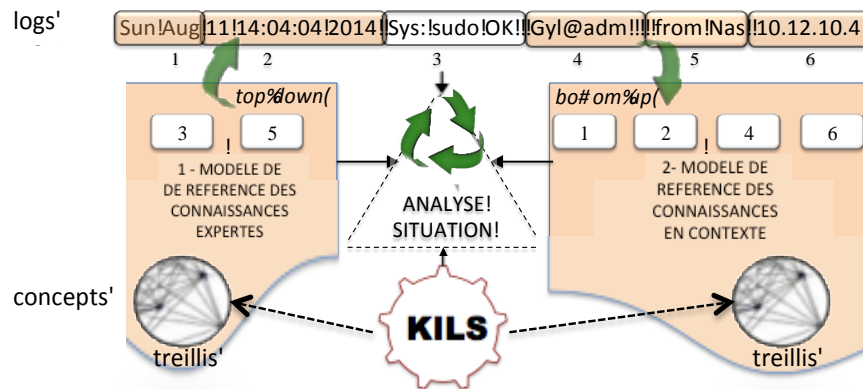 logs'
Sun!Aug!11!14:04:04!2014!!Sys:!sudo!OK!!!Gyl@adm!!!!!from!Nas!!10.12.10.4
1 2 3 4 5 6
top%down(
bo# om%up(
3 ! 5
1 2 ! 4 6
1 - MODELE DE
DE REFERENCE DES
CONNAISSANCES
EXPERTES
ANALYSE!
SITUATION!
2- MODELE DE
REFERENCE DES
CONNAISSANCES
EN CONTEXTE
concepts'
KILS
treillis'
treillis'